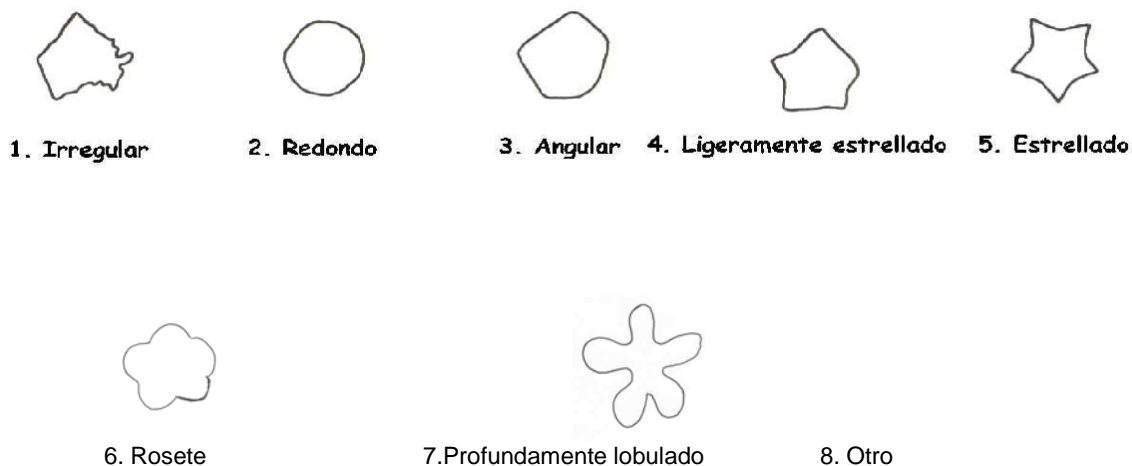 1. Irregular 2. Redondo 3. Angular 4. Ligeramente estrellado 5. Estrellado
6. Rosete 7.Profundamente lobulado 8. Otro